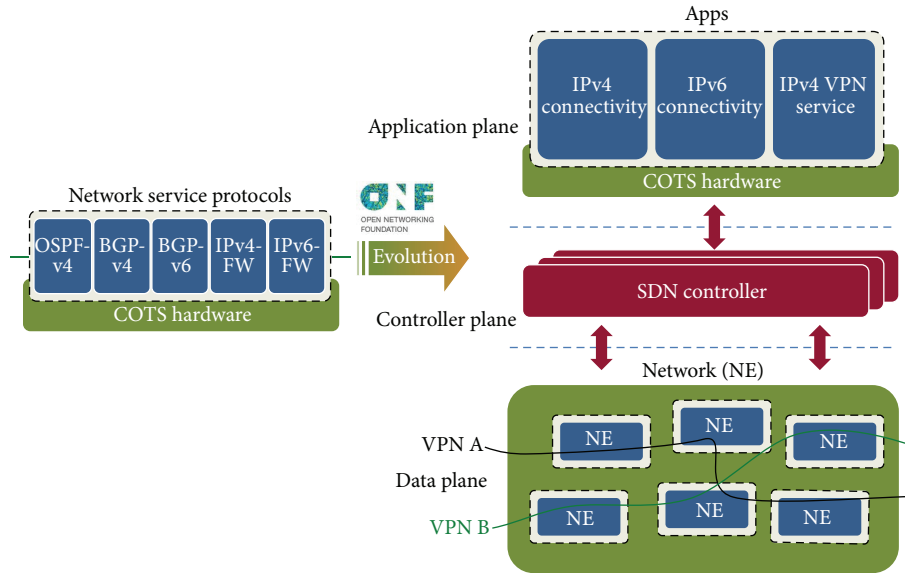 Network service protocols
OSPF-
v4
BGP-
v4
BGP-
v6
IPv4-
FW
IPv6-
FW
COTS hardware
ONF
OPEN NETWORKING
FOUNDATION
Evolution
Apps
IPv4
connectivity
IPv6
connectivity
IPv4 VPN
service
Application plane
COTS hardware
SDN controller
Controller plane
Network (NE)
NE
NE
NE
VPN A
Data plane
VPN B
NE
NE
NE